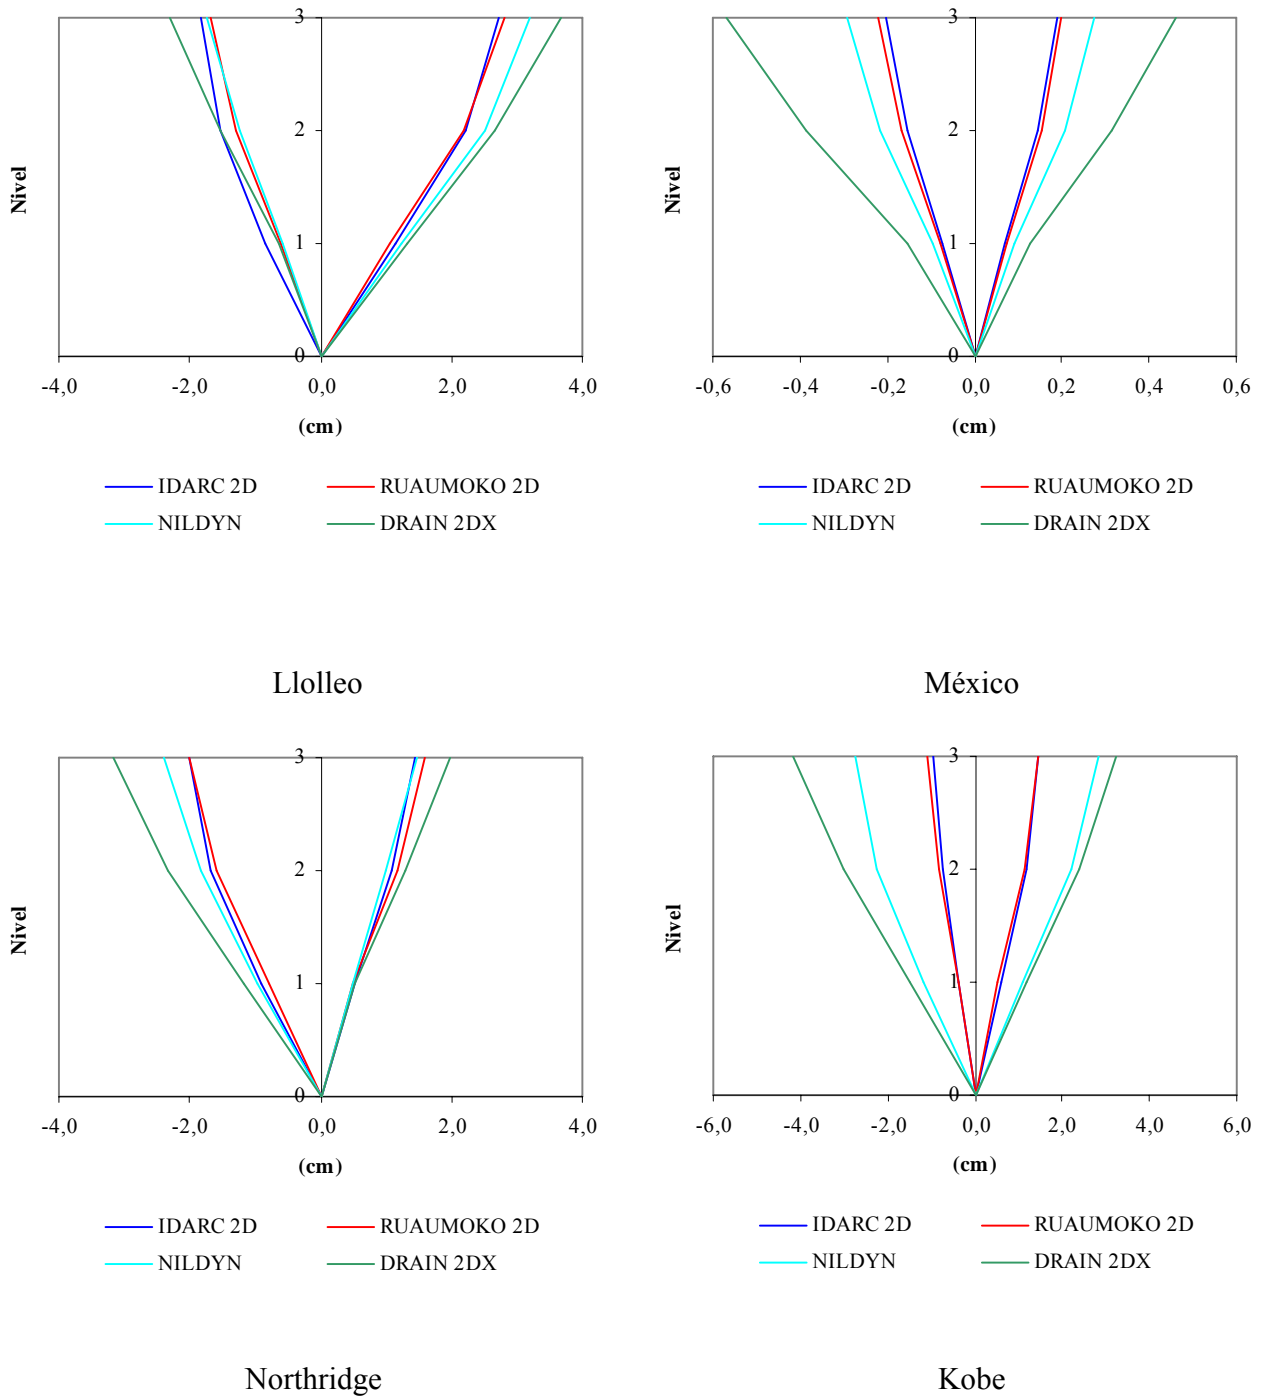 3
2
1
0
Nivel
-4,0 -2,0 0,0 2,0 4,0
(cm)
IDARC 2D RUAUMOKO 2D
NILDYN DRAIN 2DX
Llolleo
3
2
1
0
Nivel
-0,6 -0,4 -0,2 0,0 0,2 0,4 0,6
(cm)
IDARC 2D RUAUMOKO 2D
NILDYN DRAIN 2DX
México
3
2
1
0
Nivel
-4,0 -2,0 0,0 2,0 4,0
(cm)
IDARC 2D RUAUMOKO 2D
NILDYN DRAIN 2DX
Northridge
3
2
1
0
Nivel
-6,0 -4,0 -2,0 0,0 2,0 4,0 6,0
(cm)
IDARC 2D RUAUMOKO 2D
NILDYN DRAIN 2DX
Kobe